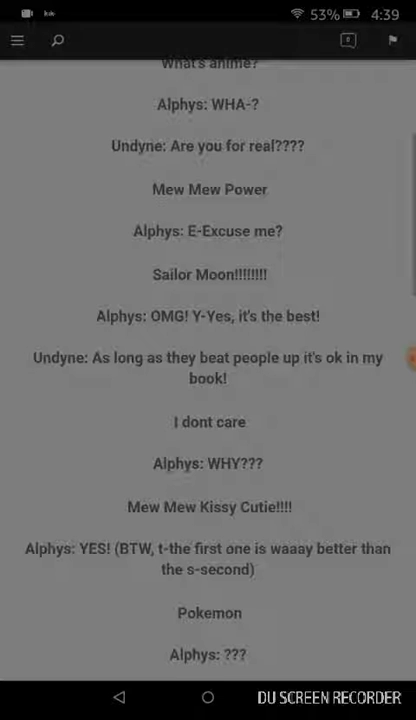 53% 4:39
What's anime?
Alphys: WHA-?
Undyne: Are you for real????
Mew Mew Power
Alphys: E-Excuse me?
Sailor Moon!!!!!!!!
Alphys: OMG! Y-Yes, it's the best!
Undyne: As long as they beat people up it's ok in my
book!
I dont care
Alphys: WHY???
Mew Mew Kissy Cutie!!!!
Alphys: YES! (BTW, t-the first one is waaay better than
the s-second)
Pokemon
Alphys: ???
DU SCREEN RECORDER